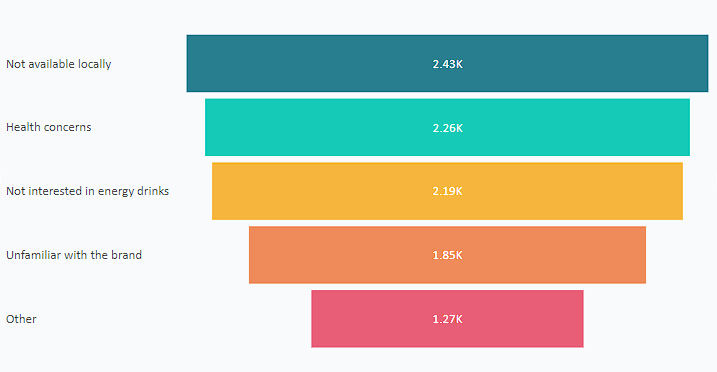 Not available locally 2.43K
Health concerns 2.26K
Not interested in energy drinks 2.19K
Unfamiliar with the brand 1.85K
Other 1.27K